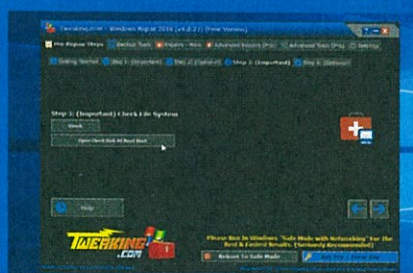 Tweaking.com - Windows Repair 2016 (v4.0.2) (Free Version)
Pre-Repair Steps Backup Tools Repairs - Main Advanced Repairs (Pro) Advanced Tools (Pro) Settings
Getting Started Step 1: (Important) Step 2: (Optional) Step 3: (Important) Step 4: (Optional)
Step 3: (Important) Check File System
Check
Open Check Disk At Next Boot
Help
TWEAKING
.COM
Please Run In Windows "Safe Mode with Networking" For The
Best & Fastest Results. (Seriously Recommended)
Reboot To Safe Mode